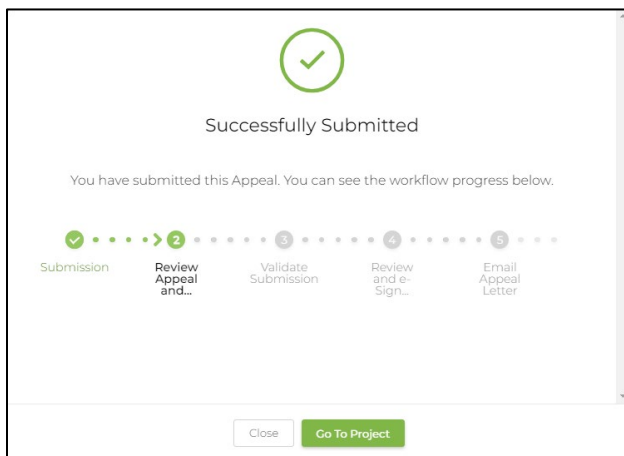 Successfully Submitted
You have submitted this Appeal. You can see the workflow progress below.
2
3
4
5
Submission
Review
Appeal
and...
Validate
Submission
Review
and e-
Sign...
Email
Appeal
Letter
Close
Go To Project